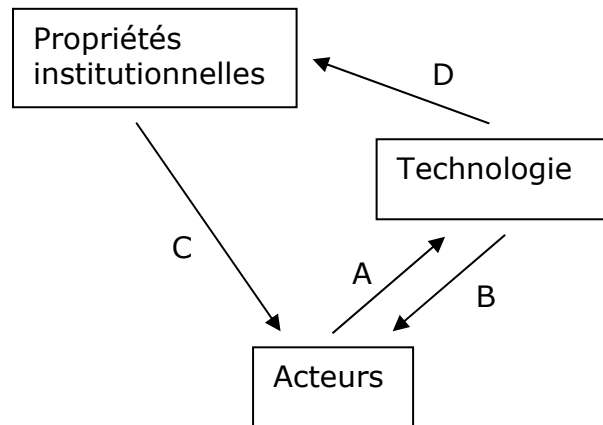 Propriétés
institutionnelles
D
Technologie
C
A
B
Acteurs